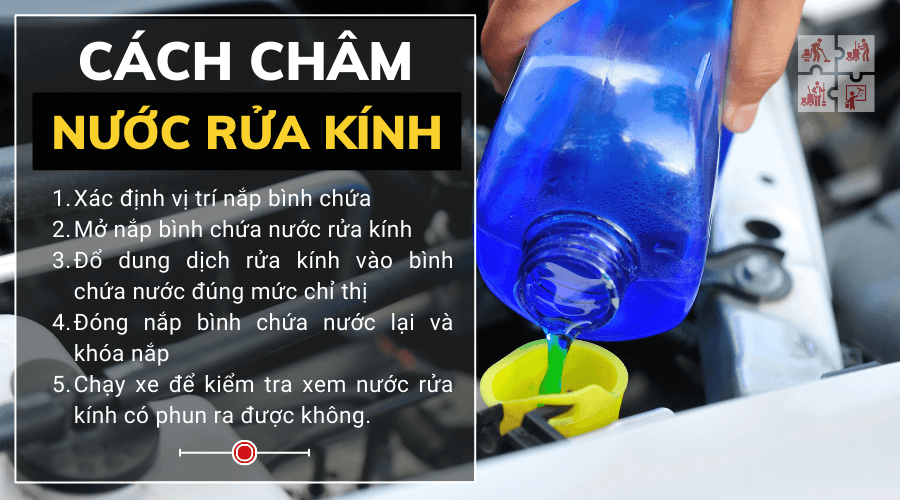 CÁCH CHÂM
NƯỚC RỬA KÍNH
1. Xác định vị trí nắp bình chứa
2. Mở nắp bình chứa nước rửa kính
3. Đổ dung dịch rửa kính vào bình
chứa nước đúng mức chỉ thị
4. Đóng nắp bình chứa nước lại và
khóa nắp
5. Chạy xe để kiểm tra xem nước rửa
kính có phun ra được không.